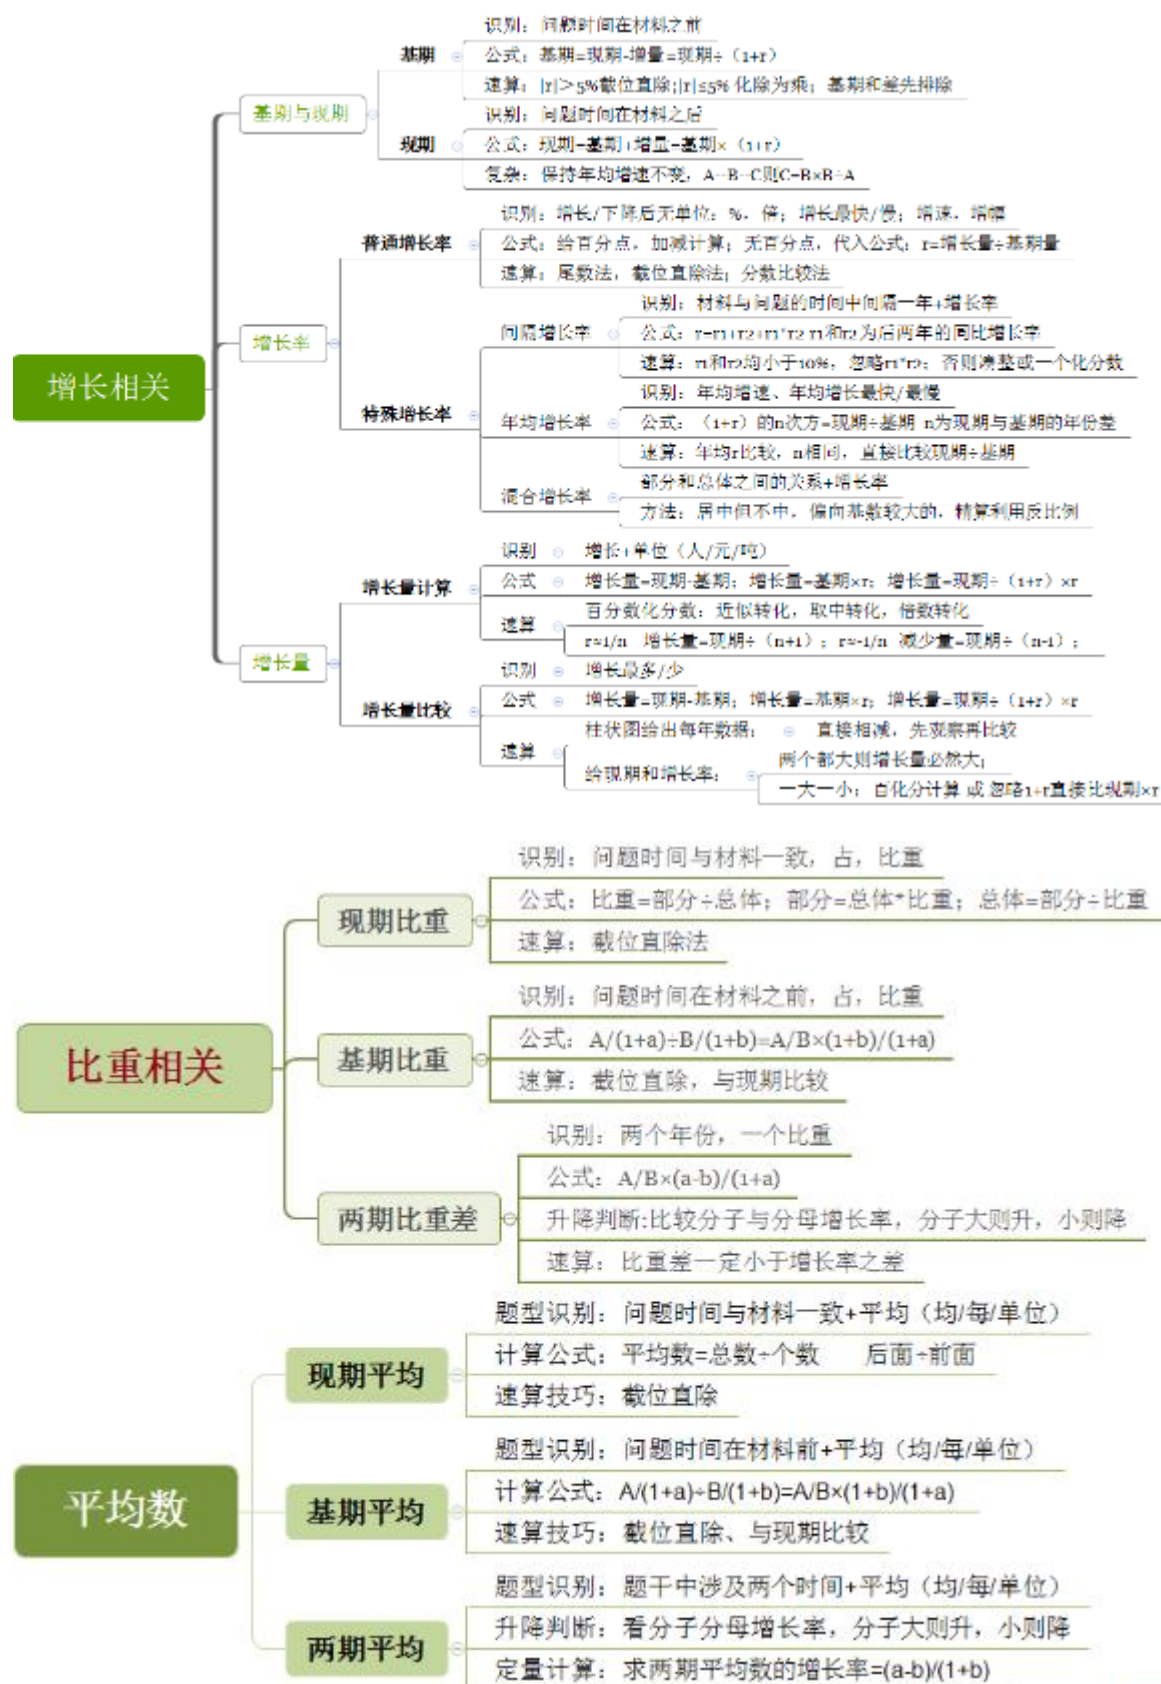 识别：问题时间在材料之前
基期
公式：基期=现期-增量=现期÷（1+r）
速算：|r|＞5%截位直除;|r|≤5% 化除为乘；基期和差先排除
基期与现期
识别：问题时间在材料之后
现期
公式：现期=基期+增量=基期×（1+r）
复杂：保持年均增速不变，A--B--C则C=B×B÷A
识别：增长/下降后无单位：%，倍；增长最快/慢；增速，增幅
普通增长率
公式：给百分点，加减计算；无百分点，代入公式：r=增长量÷基期量
速算：尾数法，截位直除法；分数比较法
识别：材料与问题的时间中间隔一年+增长率
间隔增长率
公式：r=r1+r2+r1*r2 r1和r2为后两年的同比增长率
增长率
速算：r1和r2均小于10%，忽略r1*r2；否则凑整或一个化分数
增长相关
识别：年均增速、年均增长最快/最慢
特殊增长率
年均增长率
公式：（1+r）的n次方=现期÷基期 n为现期与基期的年份差
速算：年均r比较，n相同，直接比较现期÷基期
部分和总体之间的关系+增长率
混合增长率
方法：居中但不中，偏向基数较大的，精算利用反比例
识别 增长+单位（人/元/吨）
增长量计算
公式 增长量=现期-基期；增长量=基期×r；增长量=现期÷（1+r）×r
百分数化分数：近似转化，取中转化，倍数转化
速算
r≈1/n 增长量=现期÷（n+1）；r≈-1/n 减少量=现期÷（n-1）；
增长量
识别 增长最多/少
增长量比较
公式 增长量=现期-基期；增长量=基期×r；增长量=现期÷（1+r）×r
柱状图给出每年数据： 直接相减，先观察再比较
速算
两个都大则增长量必然大；
给现期和增长率：
一大一小：百化分计算 或 忽略1+r直接比现期×r
识别：问题时间与材料一致，占，比重
现期比重
公式：比重=部分÷总体；部分=总体*比重；总体=部分÷比重
速算：截位直除法
识别：问题时间在材料之前，占，比重
比重相关
基期比重
公式：A/(1+a)÷B/(1+b)=A/B×(1+b)/(1+a)
速算：截位直除，与现期比较
识别：两个年份，一个比重
公式：A/B×(a-b)/(1+a)
两期比重差
升降判断:比较分子与分母增长率，分子大则升，小则降
速算：比重差一定小于增长率之差
题型识别：问题时间与材料一致+平均（均/每/单位）
现期平均
计算公式：平均数=总数÷个数 后面÷前面
速算技巧：截位直除
题型识别：问题时间在材料前+平均（均/每/单位）
平均数
基期平均
计算公式：A/(1+a)÷B/(1+b)=A/B×(1+b)/(1+a)
速算技巧：截位直除、与现期比较
题型识别：题干中涉及两个时间+平均（均/每/单位）
两期平均
升降判断：看分子分母增长率，分子大则升，小则降
定量计算：求两期平均数的增长率=(a-b)/(1+b)